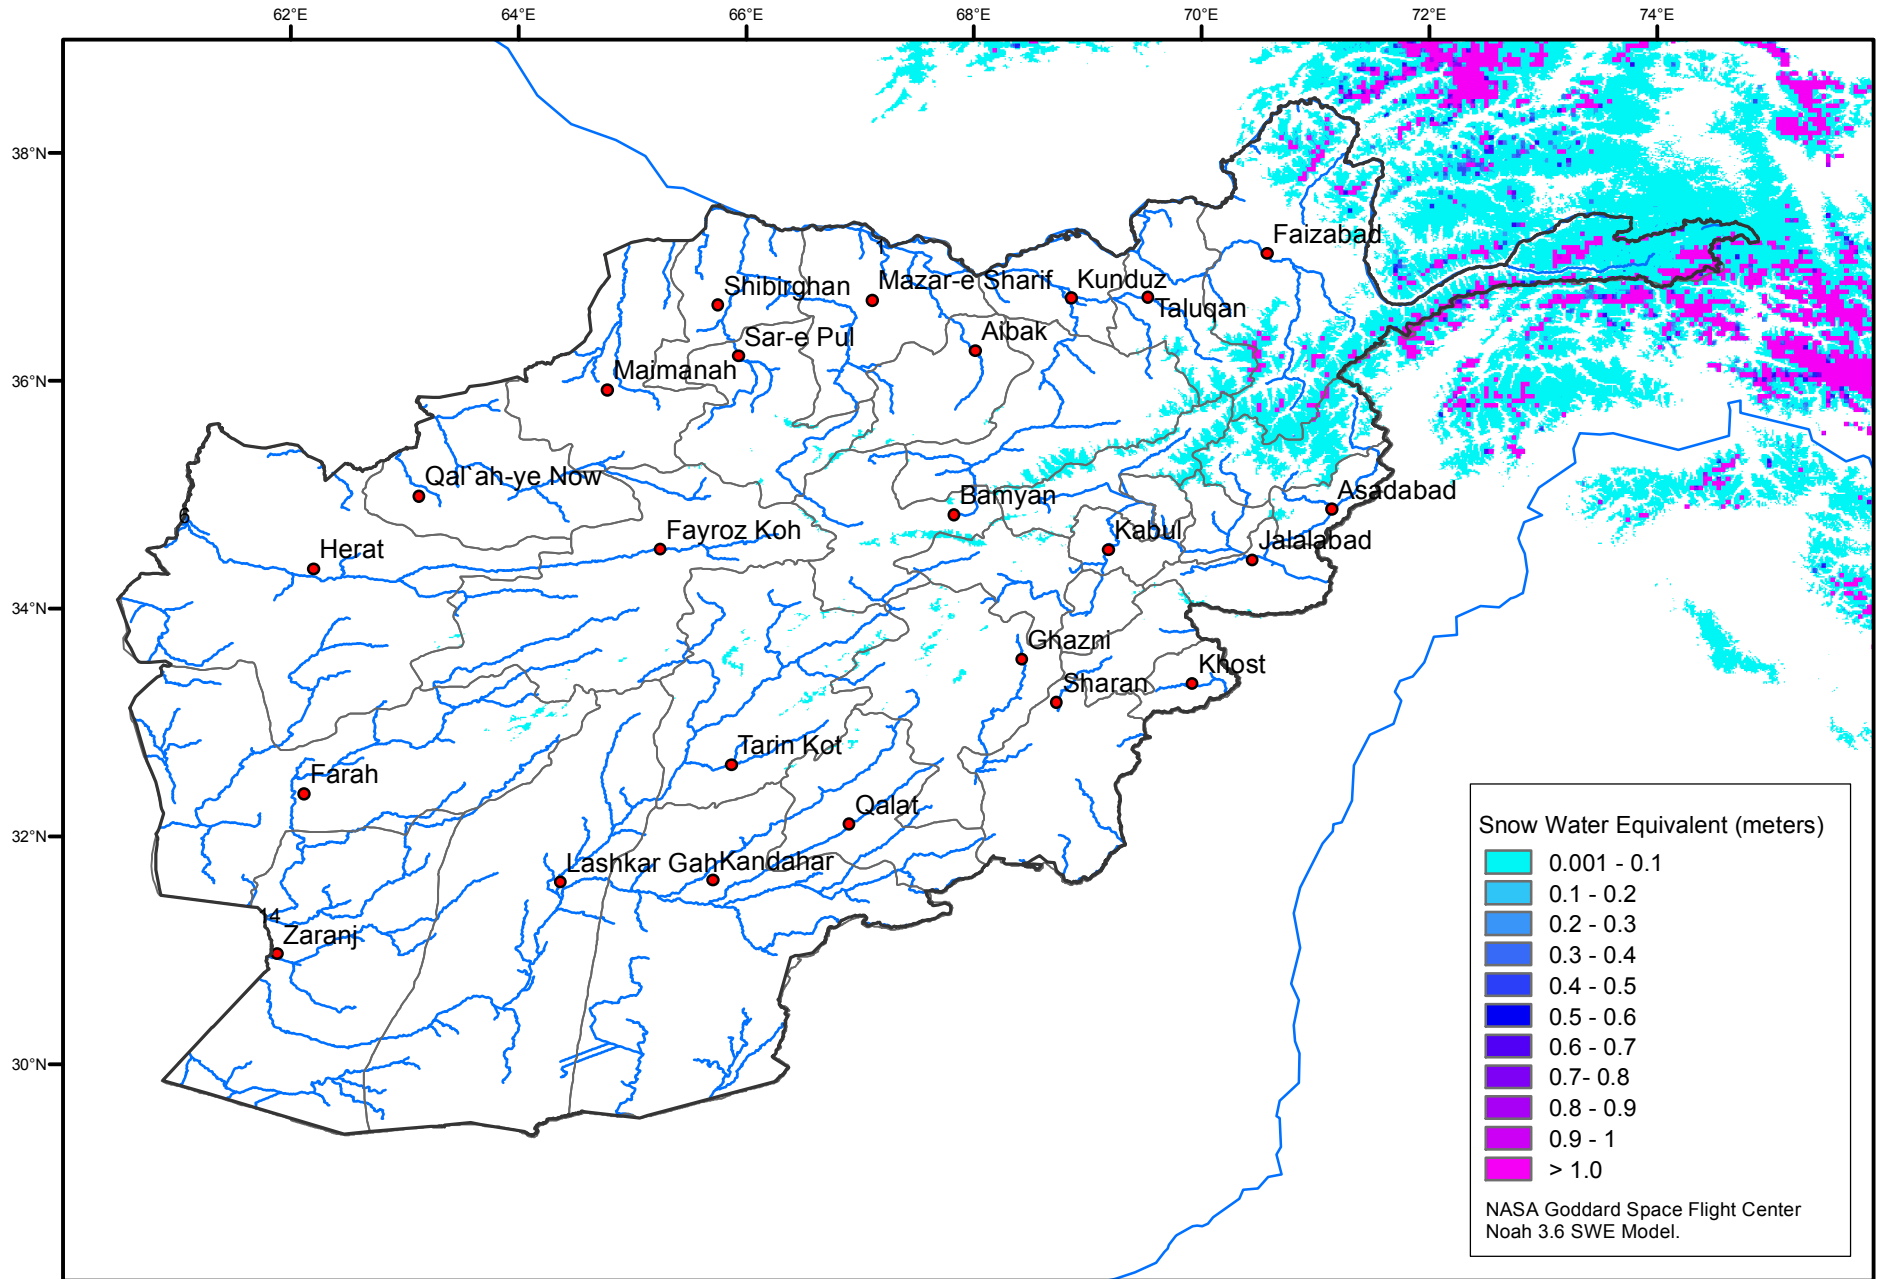 62°E
64°E
66°E
68°E
70°E
72°E
74°E
38°N
36°N
34°N
32°N
30°N
1
Faizabad
Shibirghan
Mazar-e Sharif
Kunduz
Taluqan
Sar-e Pul
Aibak
Maimanah
Qal`ah-ye Now
Bamyan
Asadabad
6
Herat
Fayroz Koh
Kabul
Jalalabad
Ghazni
Khost
Sharan
Tarin Kot
Farah
Qalat
Lashkar Gah
Kandahar
14
Zaranj
Snow Water Equivalent (meters)
0.001 - 0.1
0.1 - 0.2
0.2 - 0.3
0.3 - 0.4
0.4 - 0.5
0.5 - 0.6
0.6 - 0.7
0.7- 0.8
0.8 - 0.9
0.9 - 1
> 1.0
NASA Goddard Space Flight Center
Noah 3.6 SWE Model.